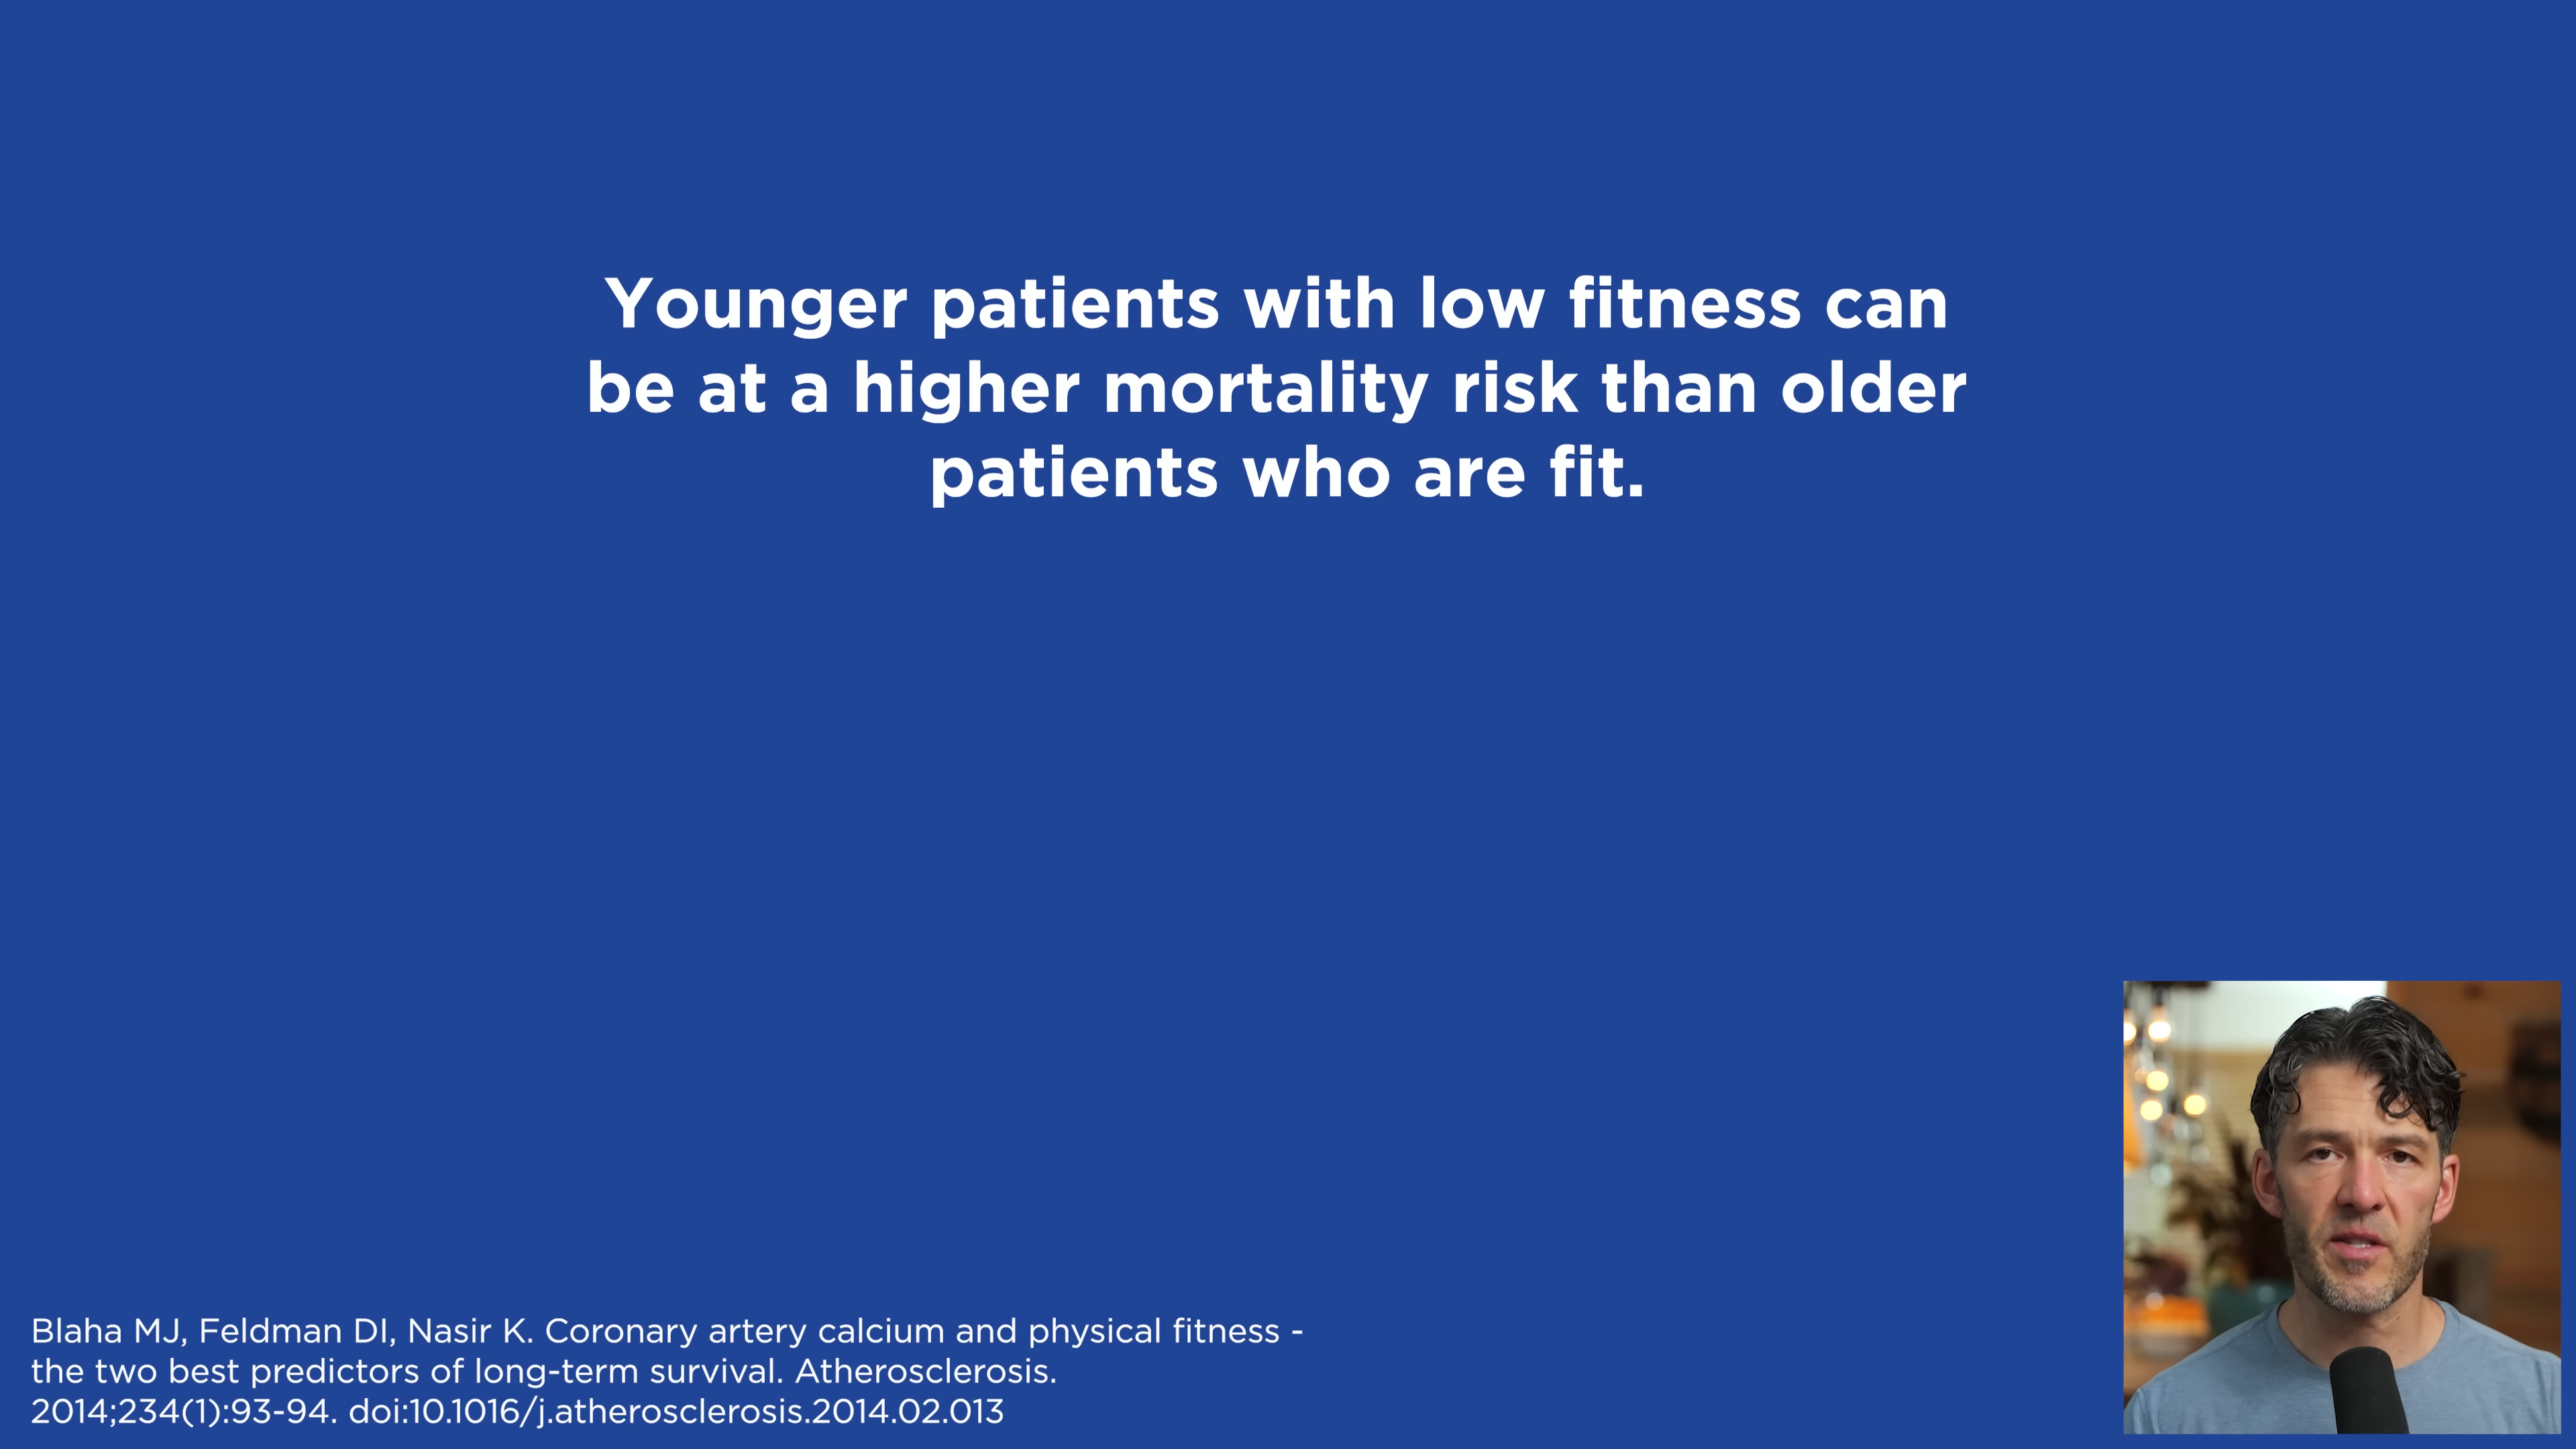 Younger patients with low fitness can
be at a higher mortality risk than older
patients who are fit.
Blaha MJ, Feldman DI, Nasir K. Coronary artery calcium and physical fitness -
the two best predictors of long-term survival. Atherosclerosis.
2014;234(1):93-94. doi:10.1016/j.atherosclerosis.2014.02.013